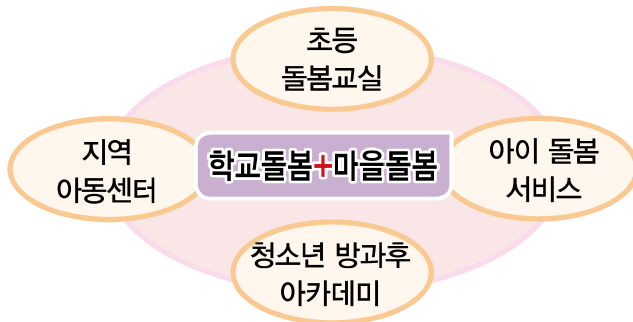 초등
돌봄교실
지역
아동센터
학교돌봄+마을돌봄
아이 돌봄
서비스
청소년 방과후
아카데미